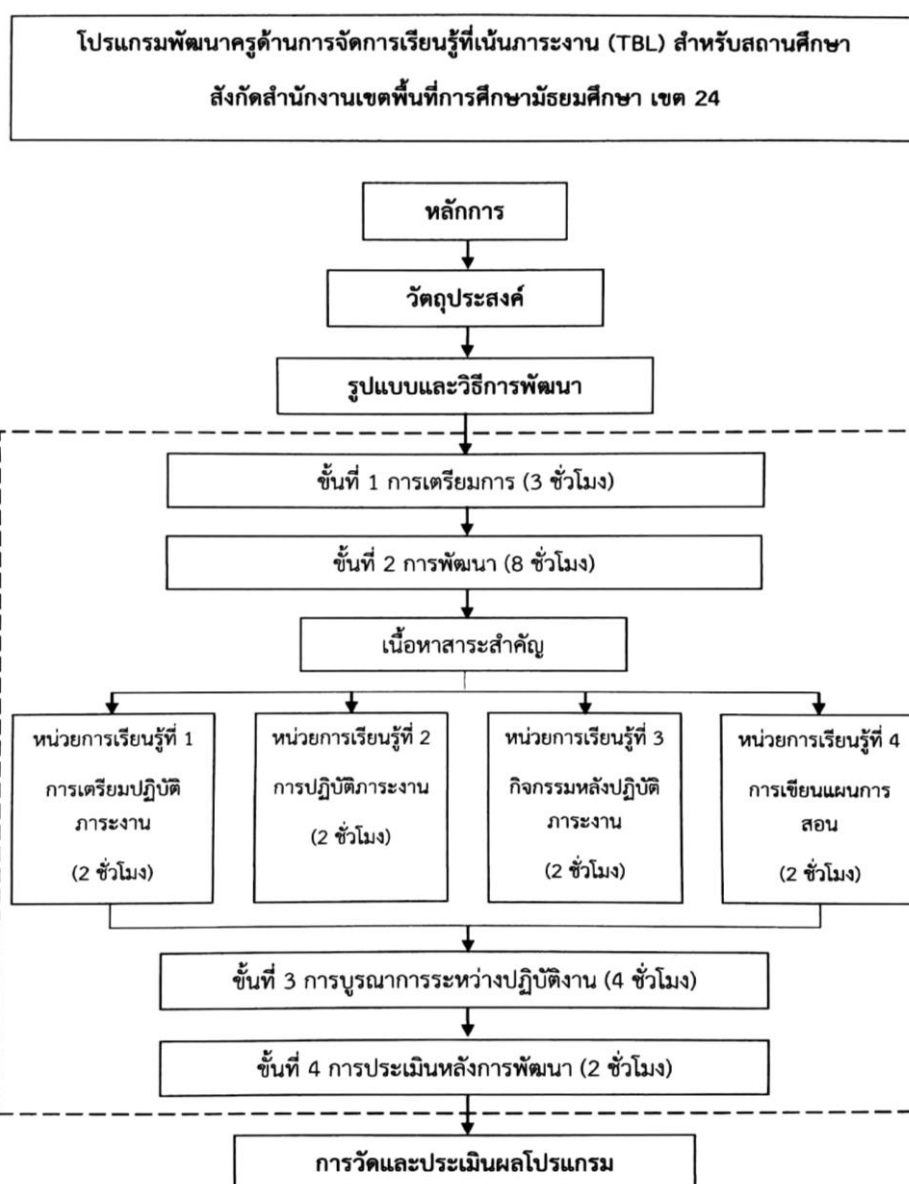 โปรแกรมพัฒนาครูด้านการจัดการเรียนรู้ที่เน้นภาระงาน (TBL) สำหรับสถานศึกษา
สังกัดสำนักงานเขตพื้นที่การศึกษามัธยมศึกษา เขต 24
หลักการ
วัตถุประสงค์
รูปแบบและวิธีการพัฒนา
ขั้นที่ 1 การเตรียมการ (3 ชั่วโมง)
ขั้นที่ 2 การพัฒนา (8 ชั่วโมง)
เนื้อหาสาระสำคัญ
หน่วยการเรียนรู้ที่ 1
การเตรียมปฏิบัติ
ภาระงาน
(2 ชั่วโมง)
หน่วยการเรียนรู้ที่ 2
การปฏิบัติภาระงาน
(2 ชั่วโมง)
หน่วยการเรียนรู้ที่ 3
กิจกรรมหลังปฏิบัติ
ภาระงาน
(2 ชั่วโมง)
หน่วยการเรียนรู้ที่ 4
การเขียนแผนการ
สอน
(2 ชั่วโมง)
ขั้นที่ 3 การบูรณาการระหว่างปฏิบัติงาน (4 ชั่วโมง)
ขั้นที่ 4 การประเมินหลังการพัฒนา (2 ชั่วโมง)
การวัดและประเมินผลโปรแกรม